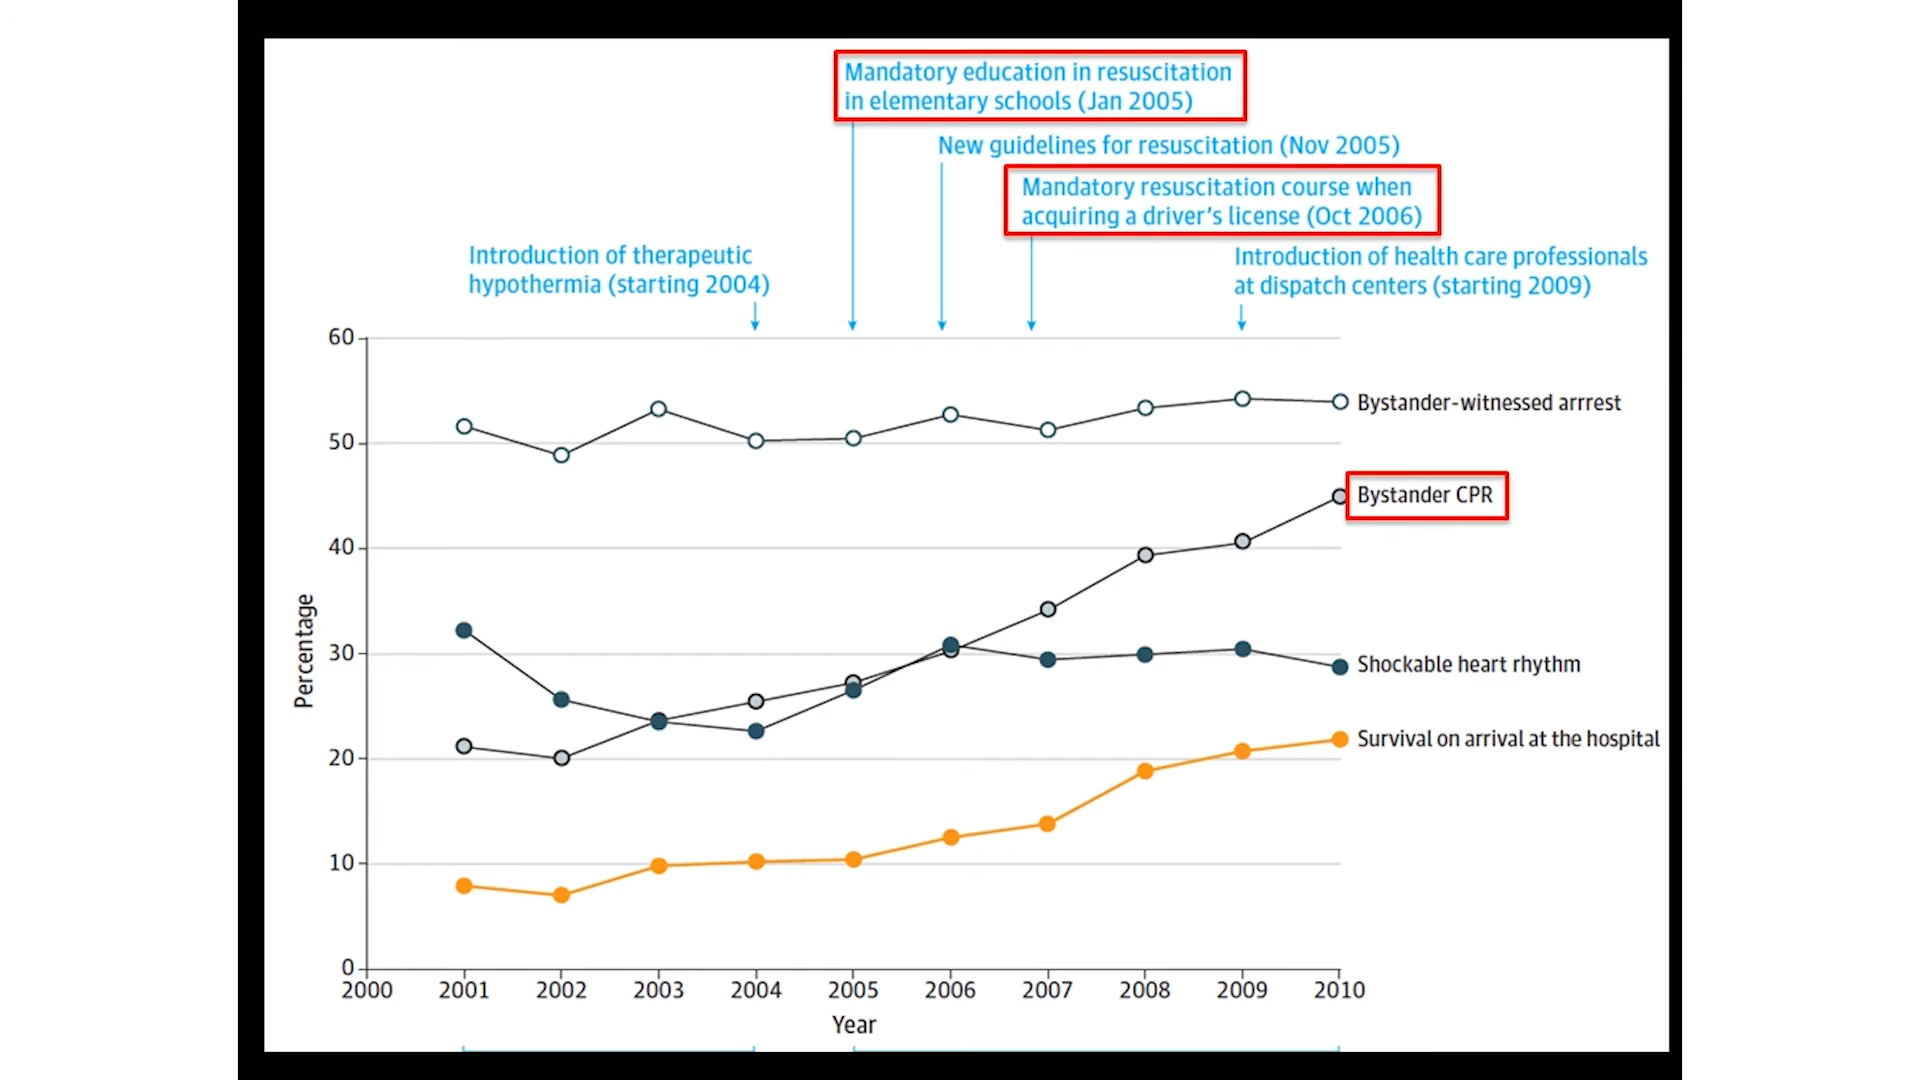 Mandatory education in resuscitation
in elementary schools (Jan 2005)
New guidelines for resuscitation (Nov 2005)
Mandatory resuscitation course when
acquiring a driver's license (Oct 2006)
Introduction of therapeutic
hypothermia (starting 2004)
Introduction of health care professionals
at dispatch centers (starting 2009)
60
50
40
30
20
10
0
Percentage
Bystander-witnessed arrrest
Bystander CPR
Shockable heart rhythm
Survival on arrival at the hospital
2000 2001 2002 2003 2004 2005 2006 2007 2008 2009 2010
Year